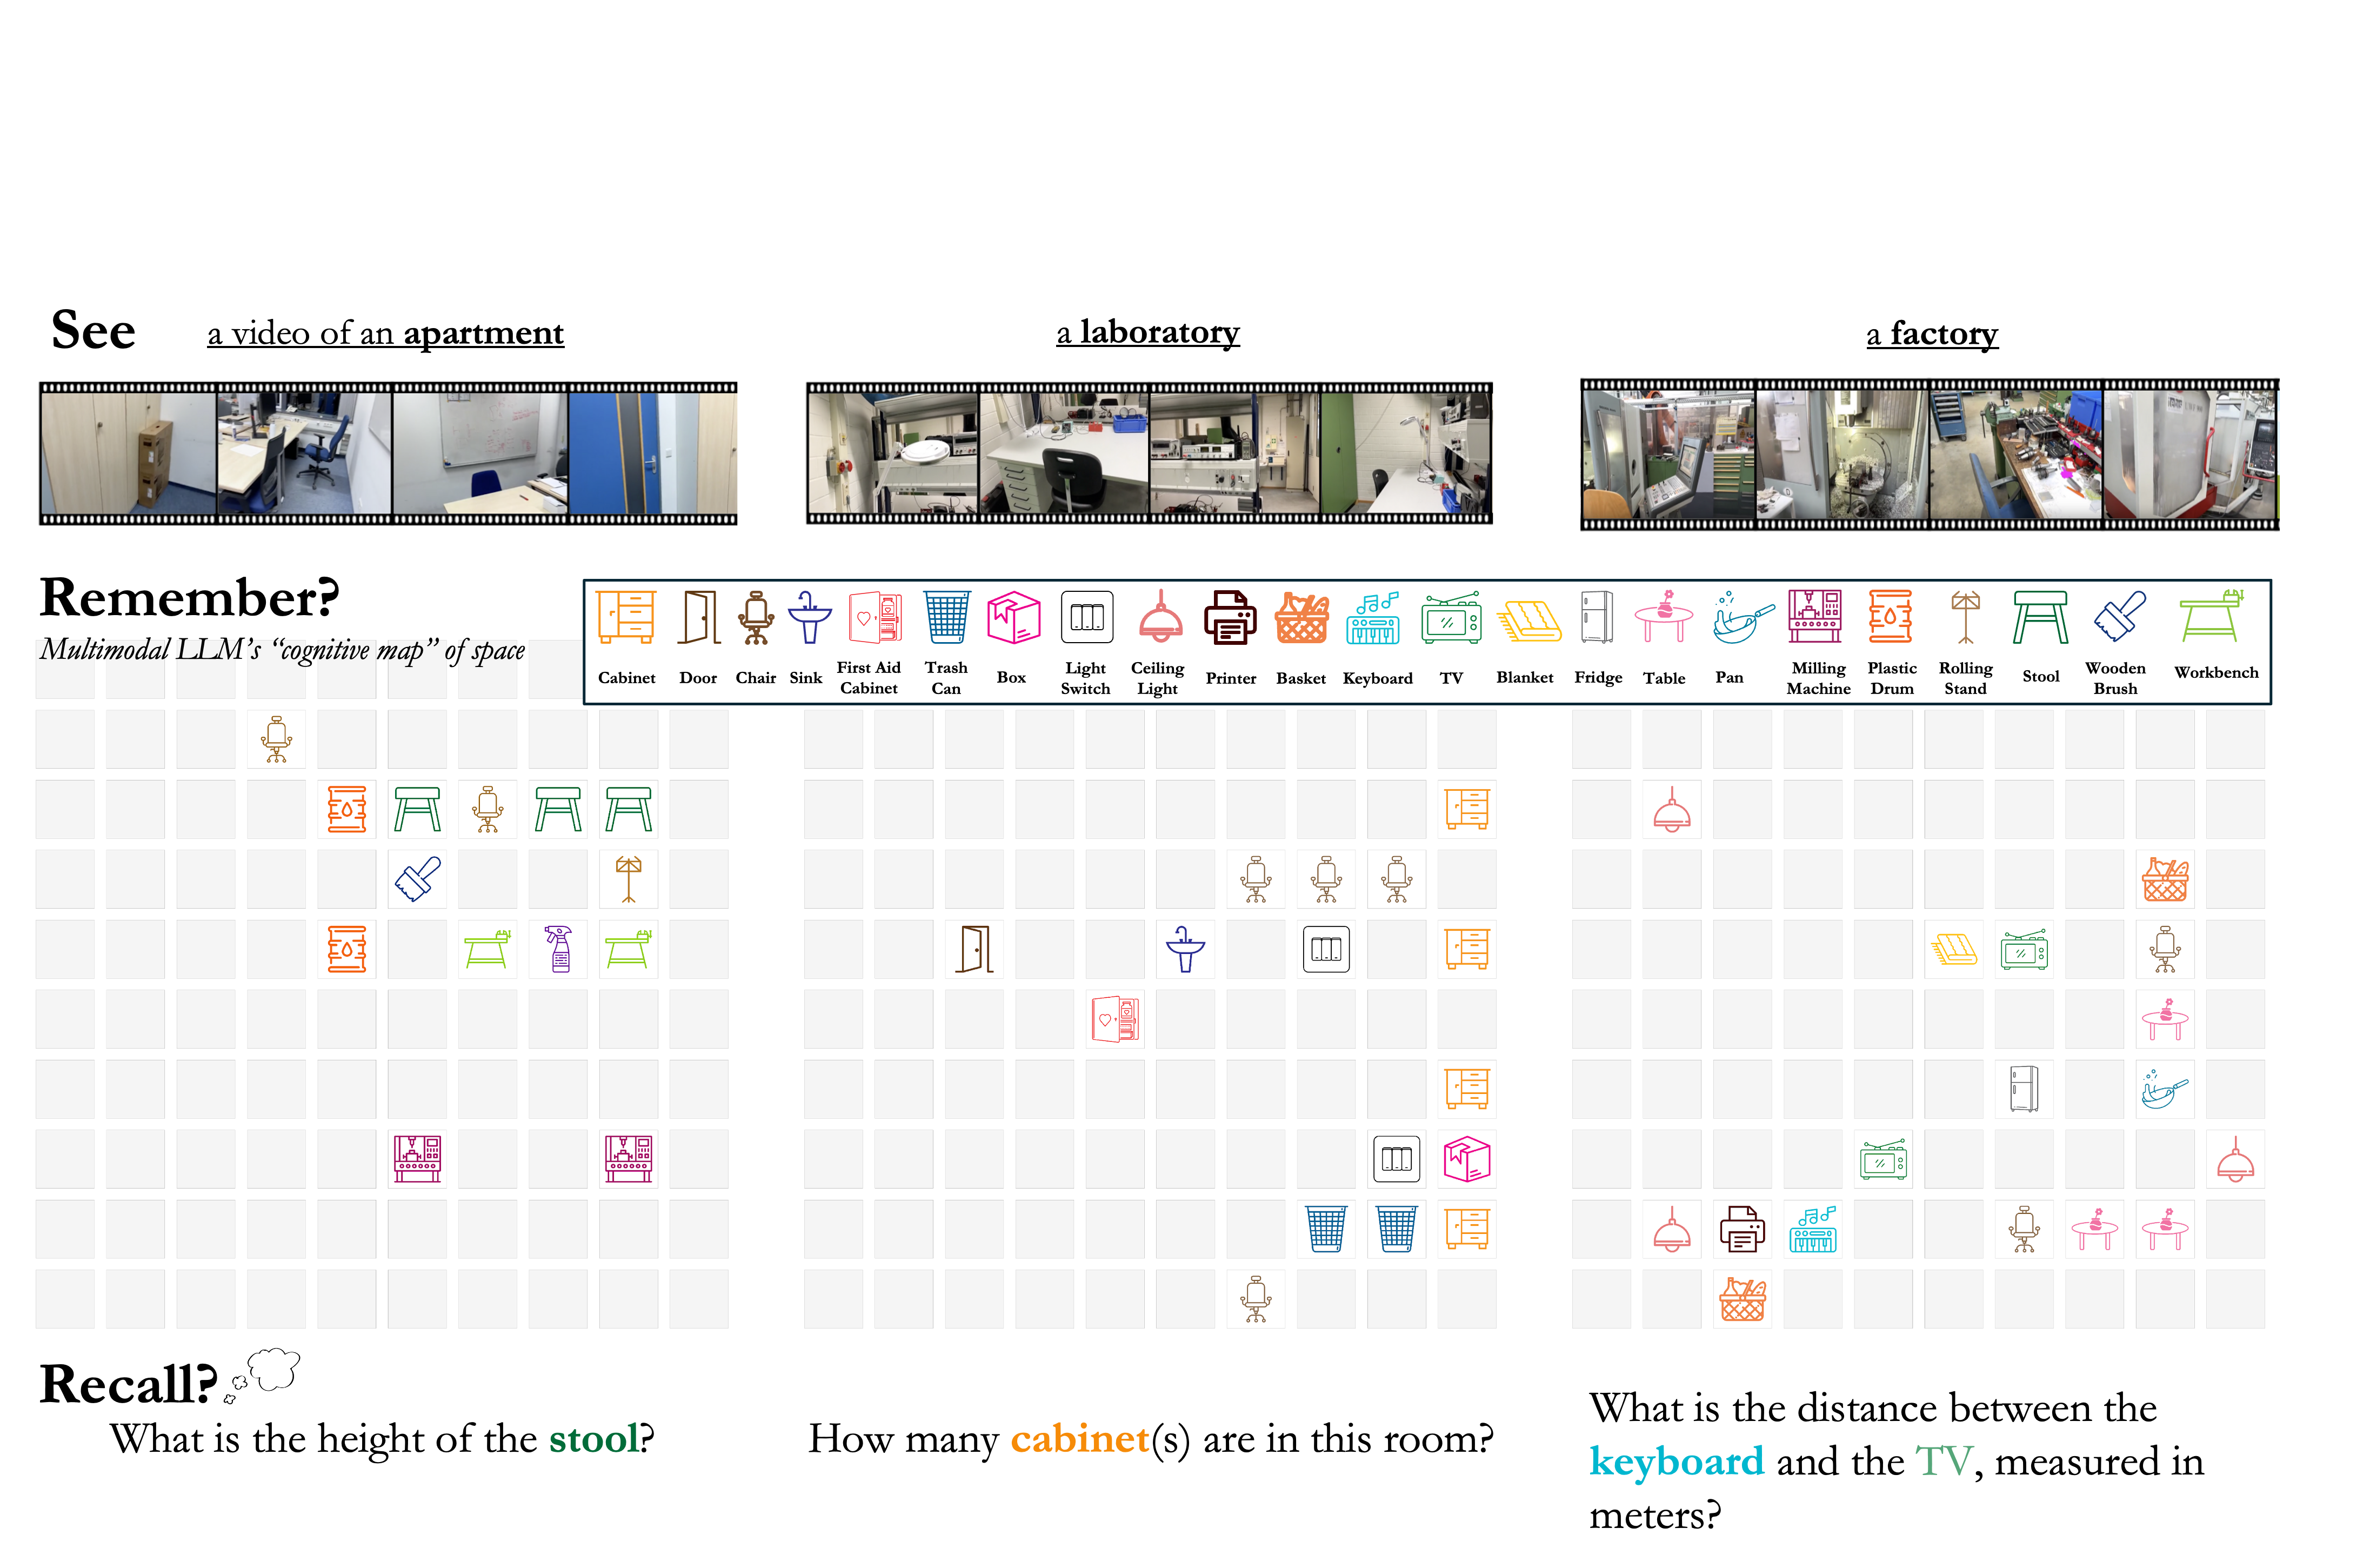 See
a video of an apartment
a laboratory
a factory
Remember?
Multimodal LLM's “cognitive map” of space
Cabinet
Door
Chair
Sink
First Aid
Cabinet
Trash
Can
Box
Light
Switch
Ceiling
Light
Printer
Basket
Keyboard
TV
Blanket
Fridge
Table
Pan
Milling
Machine
Plastic
Drum
Rolling
Stand
Stool
Wooden
Brush
Workbench
Recall?
What is the height of the stool?
How many cabinet(s) are in this room?
What is the distance between the
keyboard and the TV, measured in
meters?